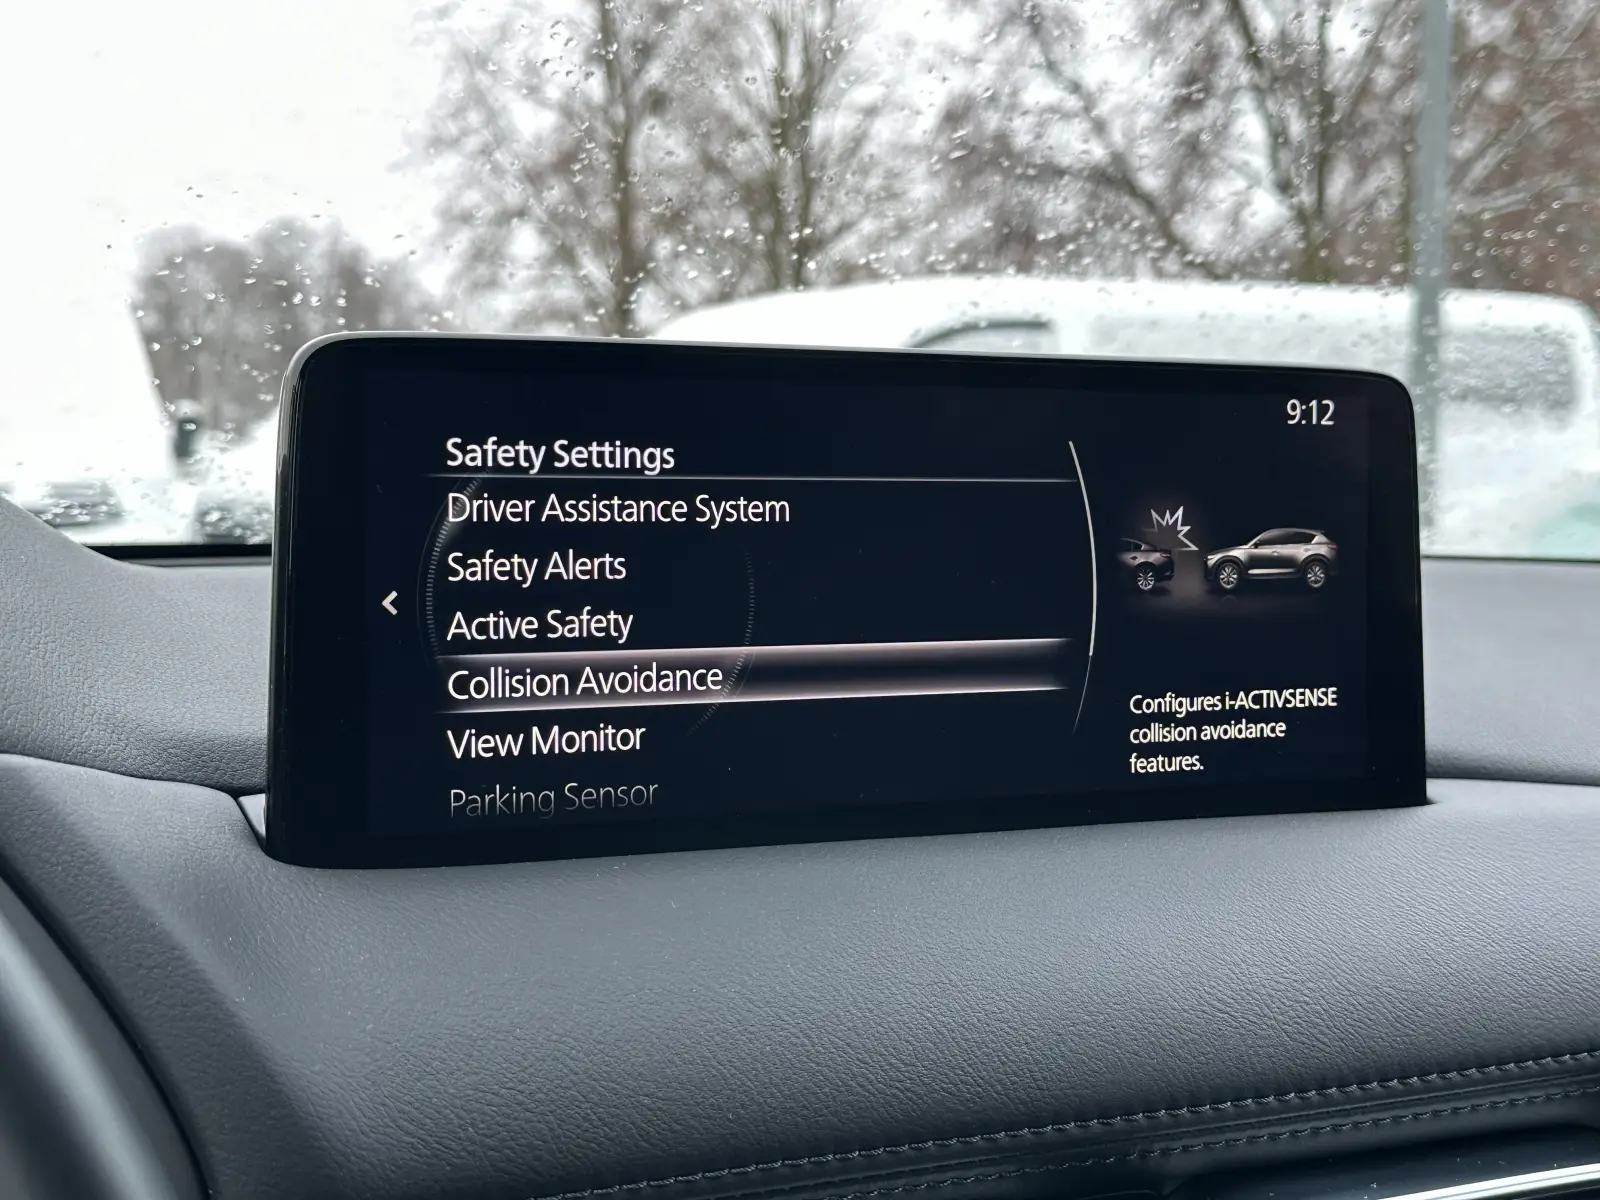 9:12
Safety Settings
Driver Assistance System
Safety Alerts
Active Safety
Collision Avoidance
View Monitor
Parking Sensor
Configures i-ACTIVSENSE
collision avoidance
features.